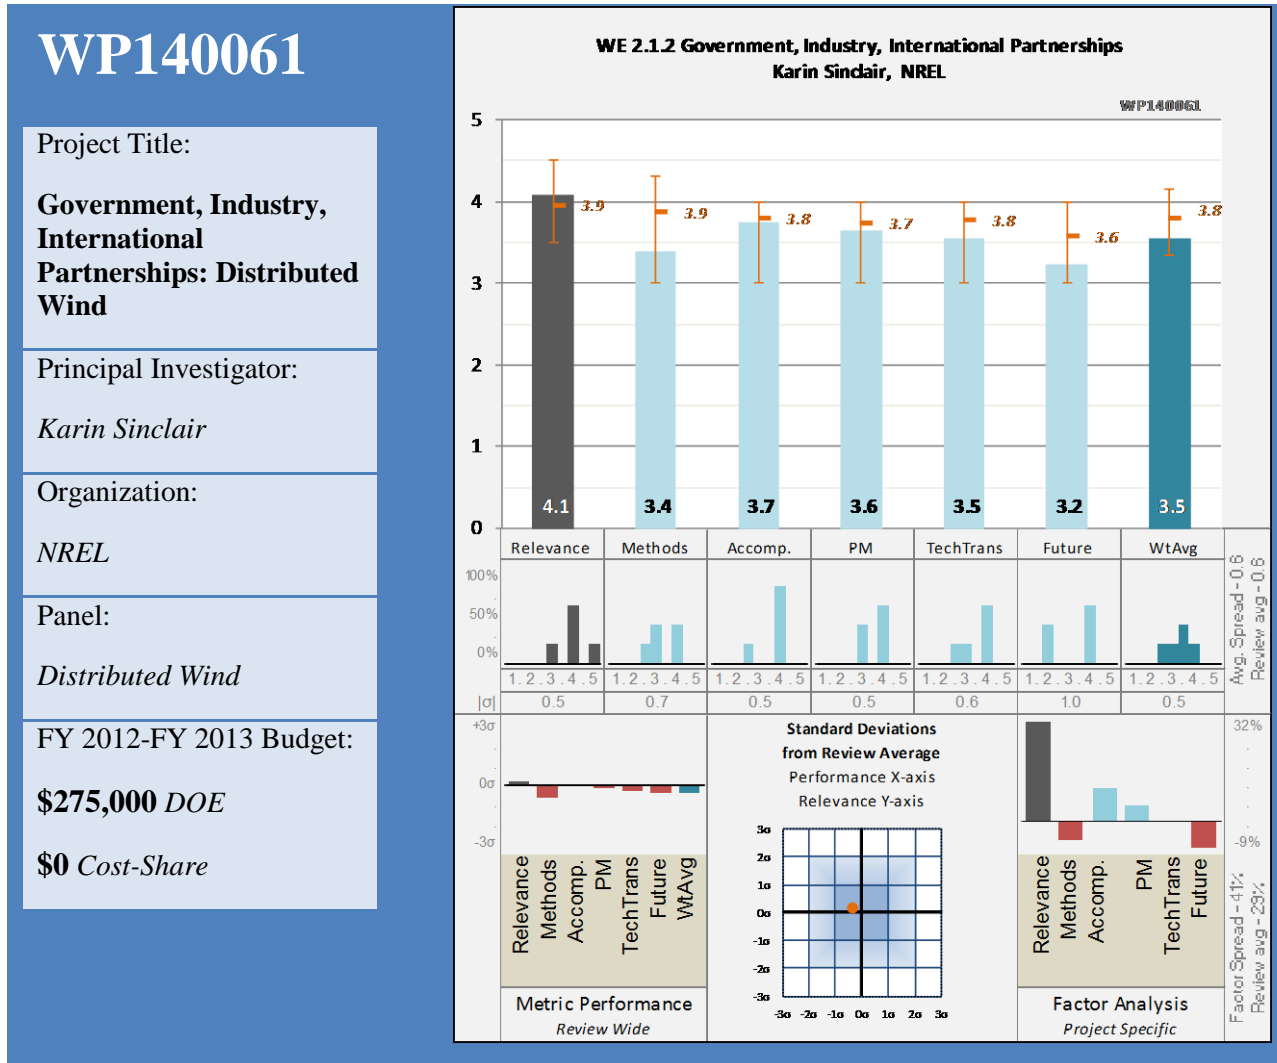 WP140061
Project Title:
Government, Industry,
International
Partnerships: Distributed
Wind
Principal Investigator:
Karin Sinclair
Organization:
NREL
Panel:
Distributed Wind
FY 2012-FY 2013 Budget:
$275,000 DOE
$0 Cost-Share
WE 2.1.2 Government, Industry, International Partnerships
Karin Sinclair, NREL
WP140061
5
4
3
2
1
0
3.9
3.9
3.8
3.7
3.8
3.6
3.8
4.1
3.4
3.7
3.6
3.5
3.2
3.5
Relevance Methods Accomp. PM TechTrans Future WtAvg
100%
50%
0%
1 . 2 . 3 . 4 . 5 1 . 2 . 3 . 4 . 5 1 . 2 . 3 . 4 . 5 1 . 2 . 3 . 4 . 5 1 . 2 . 3 . 4 . 5 1 . 2 . 3 . 4 . 5 1 . 2 . 3 . 4 . 5
|σ| 0.5 0.7 0.5 0.5 0.6 1.0 0.5
Avg. Spread - 0.6
Review avg - 0.6
+3σ
0σ
-3σ
Relevance
Methods
Accomp.
PM
TechTrans
Future
WtAvg
Metric Performance
Review Wide
Standard Deviations
from Review Average
Performance X-axis
Relevance Y-axis
3σ
2σ
1σ
0σ
-1σ
-2σ
-3σ
-3σ -2σ -1σ 0σ 1σ 2σ 3σ
32%
-9%
Relevance
Methods
Accomp.
PM
TechTrans
Future
Factor Analysis
Project Specific
Factor Spread - 41%
Review avg - 29%